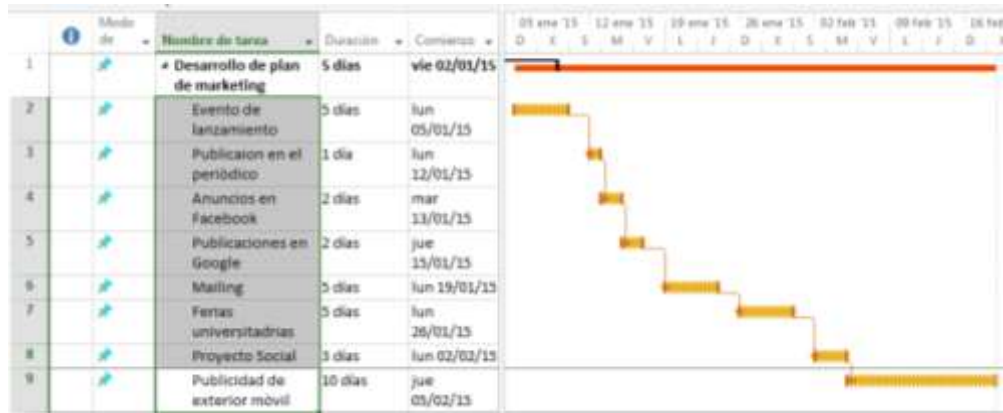 Modo
de
Nombre de tarea
Duración
Comienzo
05 ene '15 12 ene '15 19 ene '15 26 ene '15 02 feb '15 09 feb '15 16 feb
D X S M V L J D X S M V L J D
1
Desarrollo de plan
de marketing
5 días
vie 02/01/15
2
Evento de
lanzamiento
5 días
lun
05/01/15
3
Publicaion en el
periódico
1 día
lun
12/01/15
4
Anuncios en
Facebook
2 días
mar
13/01/15
5
Publicaciones en
Google
2 días
jue
15/01/15
6
Mailing
5 días
lun 19/01/15
7
Ferias
universitadrias
5 días
lun
26/01/15
8
Proyecto Social
3 días
lun 02/02/15
9
Publicidad de
exterior móvil
10 días
jue
05/02/15